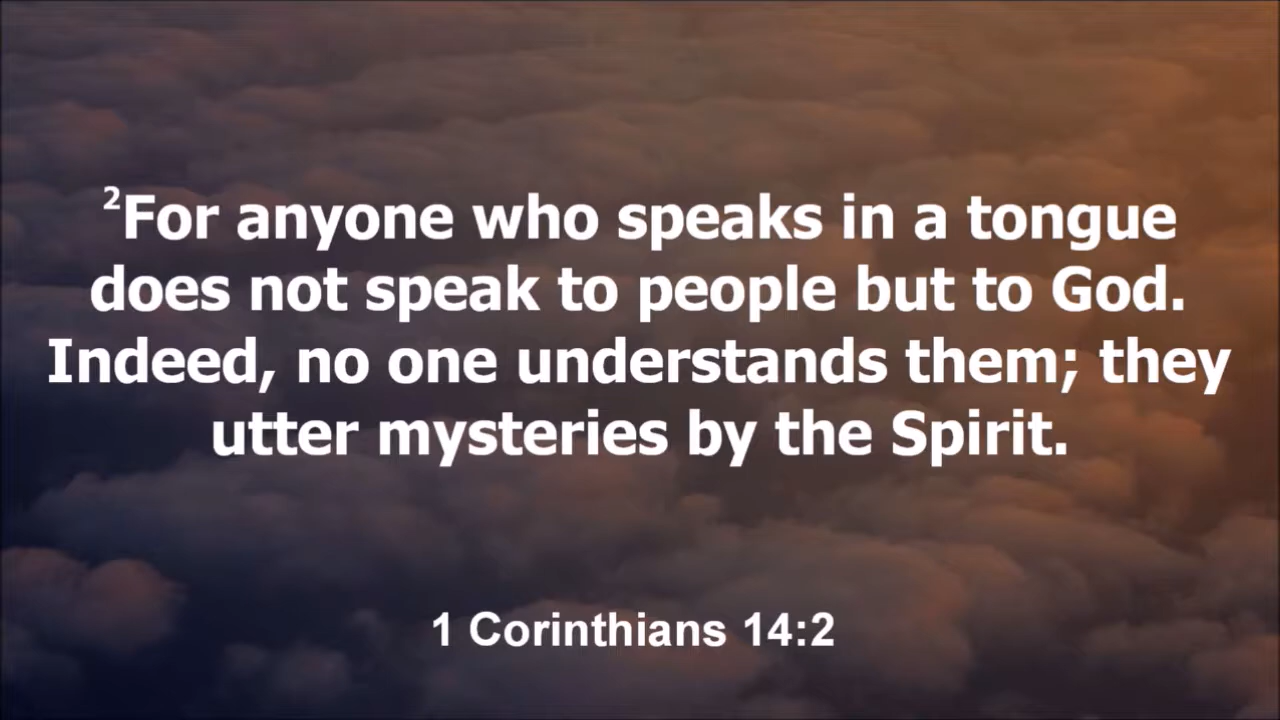 ²For anyone who speaks in a tongue
does not speak to people but to God.
Indeed, no one understands them; they
utter mysteries by the Spirit.
1 Corinthians 14:2